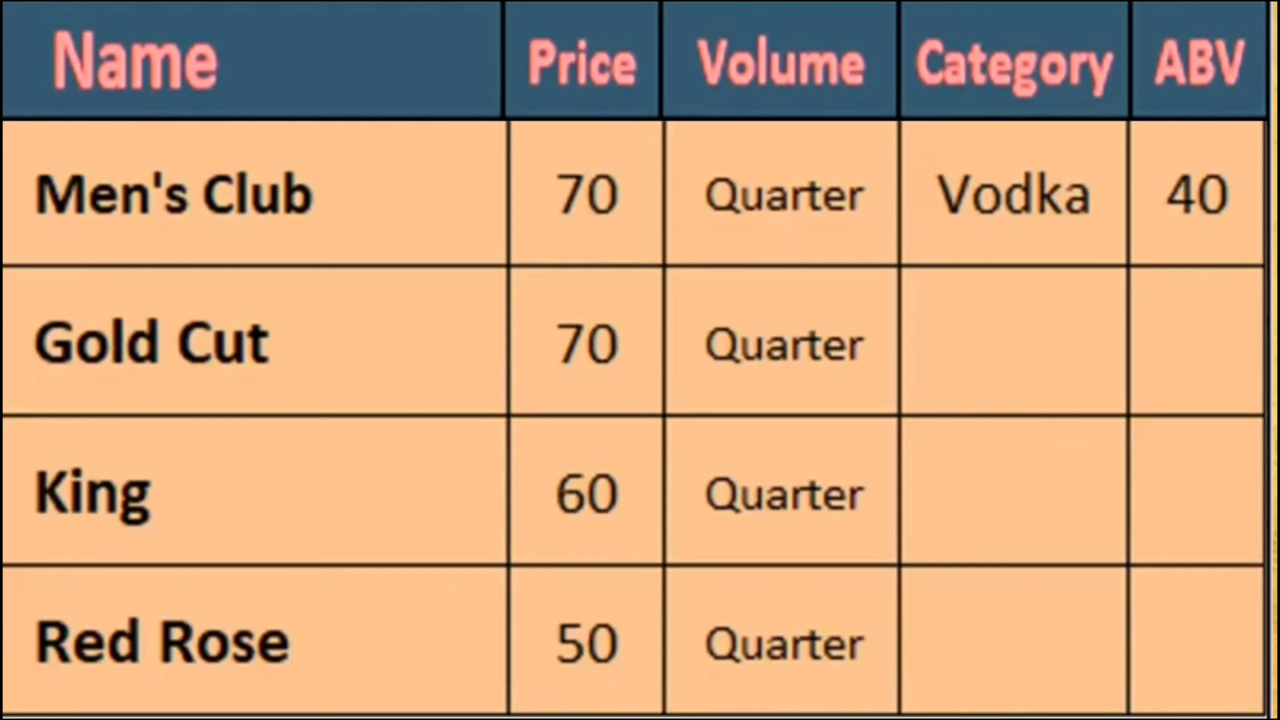 Name Price Volume Category ABV
Men's Club 70 Quarter Vodka 40
Gold Cut 70 Quarter
King 60 Quarter
Red Rose 50 Quarter